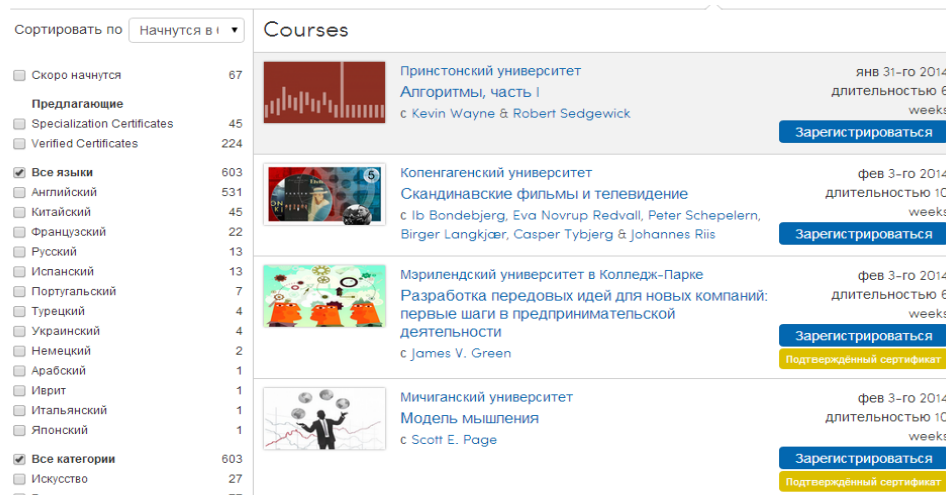 Сортировать по
Начнутся в
Courses
Скоро начнутся 67
Предлагающие
Specialization Certificates 45
Verified Certificates 224
Все языки 603
Английский 531
Китайский 45
Французский 22
Русский 13
Испанский 13
Португальский 7
Турецкий 4
Украинский 4
Немецкий 2
Арабский 1
Иврит 1
Итальянский 1
Японский 1
Все категории 603
Искусство 27
Принстонский университет
Алгоритмы, часть I
с Kevin Wayne & Robert Sedgewick
янв 31-го 2014
длительностью 6
weeks
Зарегистрироваться
5
Копенгагенский университет
Скандинавские фильмы и телевидение
с Ib Bondebjerg, Eva Novrup Redvall, Peter Schepelern,
Birger Langkjær, Casper Tybjerg & Johannes Riis
фев 3-го 2014
длительностью 10
weeks
Зарегистрироваться
Мэрилендский университет в Колледж-Парке
Разработка передовых идей для новых компаний:
первые шаги в предпринимательской
деятельности
с James V. Green
фев 3-го 2014
длительностью 6
weeks
Зарегистрироваться
Подтверждённый сертификат
Мичиганский университет
Модель мышления
с Scott E. Page
фев 3-го 2014
длительностью 10
weeks
Зарегистрироваться
Подтверждённый сертификат